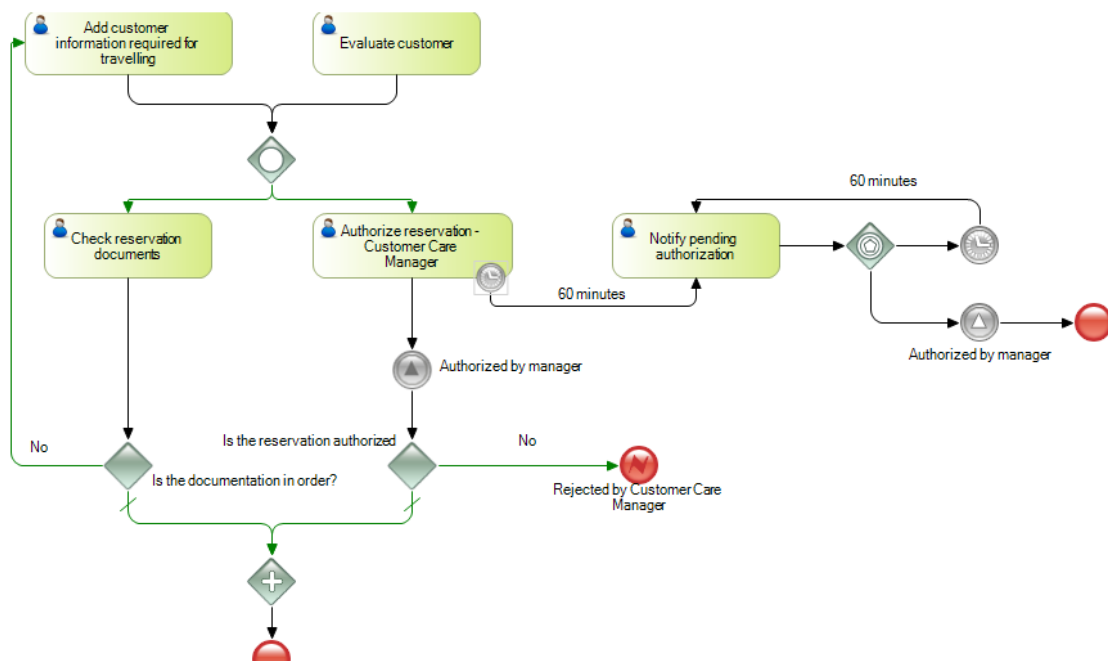 Add customer
information required for
travelling
Evaluate customer
60 minutes
Check reservation
documents
Authorize reservation -
Customer Care
Manager
Notify pending
authorization
60 minutes
Authorized by manager
Authorized by manager
No
Is the reservation authorized
No
Is the documentation in order?
Rejected by Customer Care
Manager